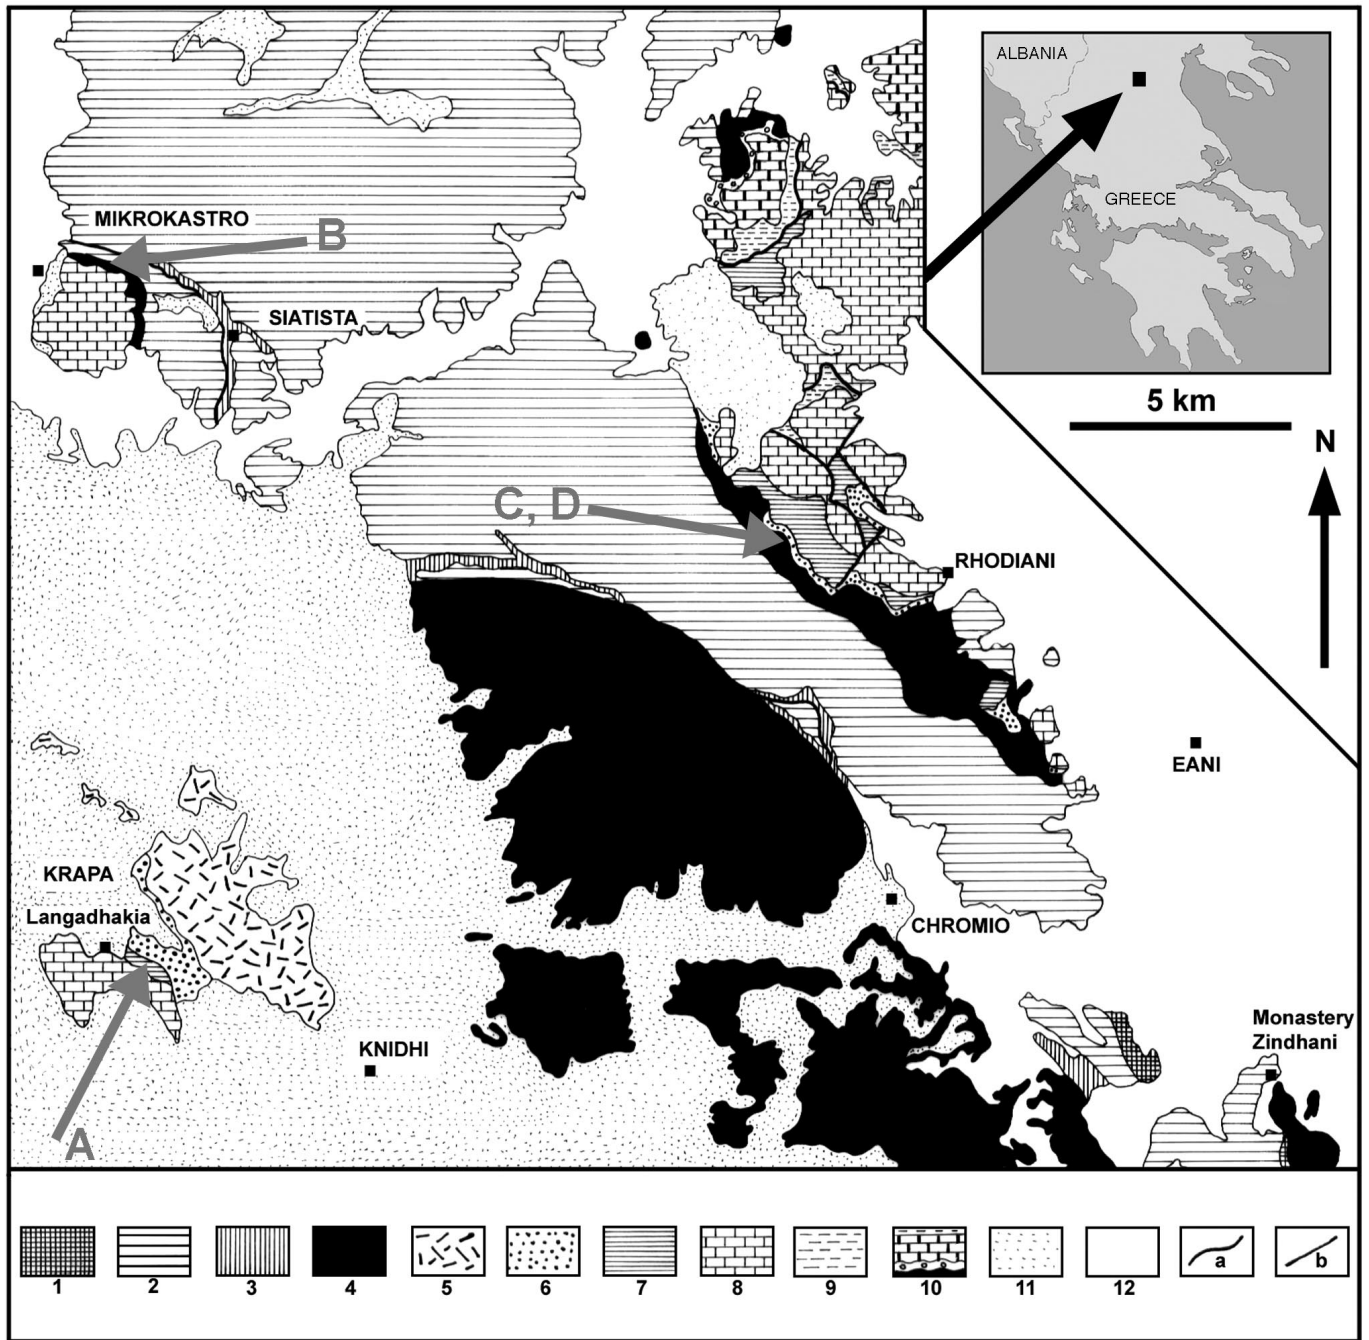 ALBANIA
GREECE
5 km
N
MIKROKASTRO
B
SIATISTA
C, D
RHODIANI
EANI
KRAPA
Langadhakia
CHROMIO
KNIDHI
Monastery
Zindhani
A
a
b
1 2 3 4 5 6 7 8 9 10 11 12